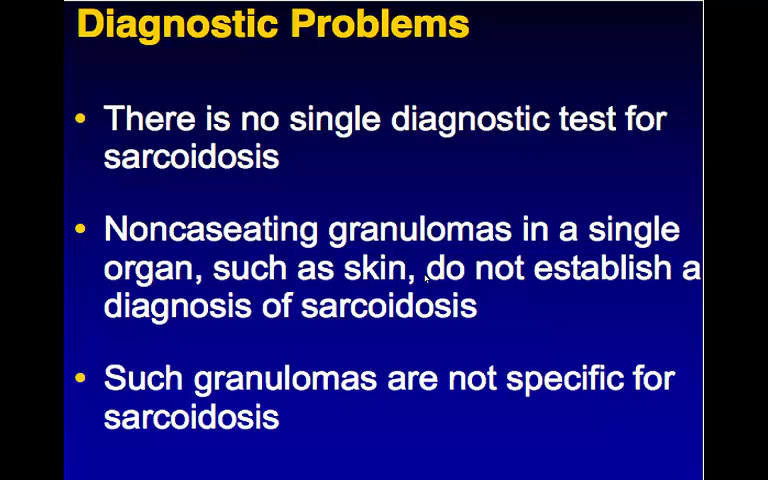 Diagnostic Problems
• There is no single diagnostic test for
sarcoidosis
• Noncaseating granulomas in a single
organ, such as skin, do not establish a
diagnosis of sarcoidosis
• Such granulomas are not specific for
sarcoidosis